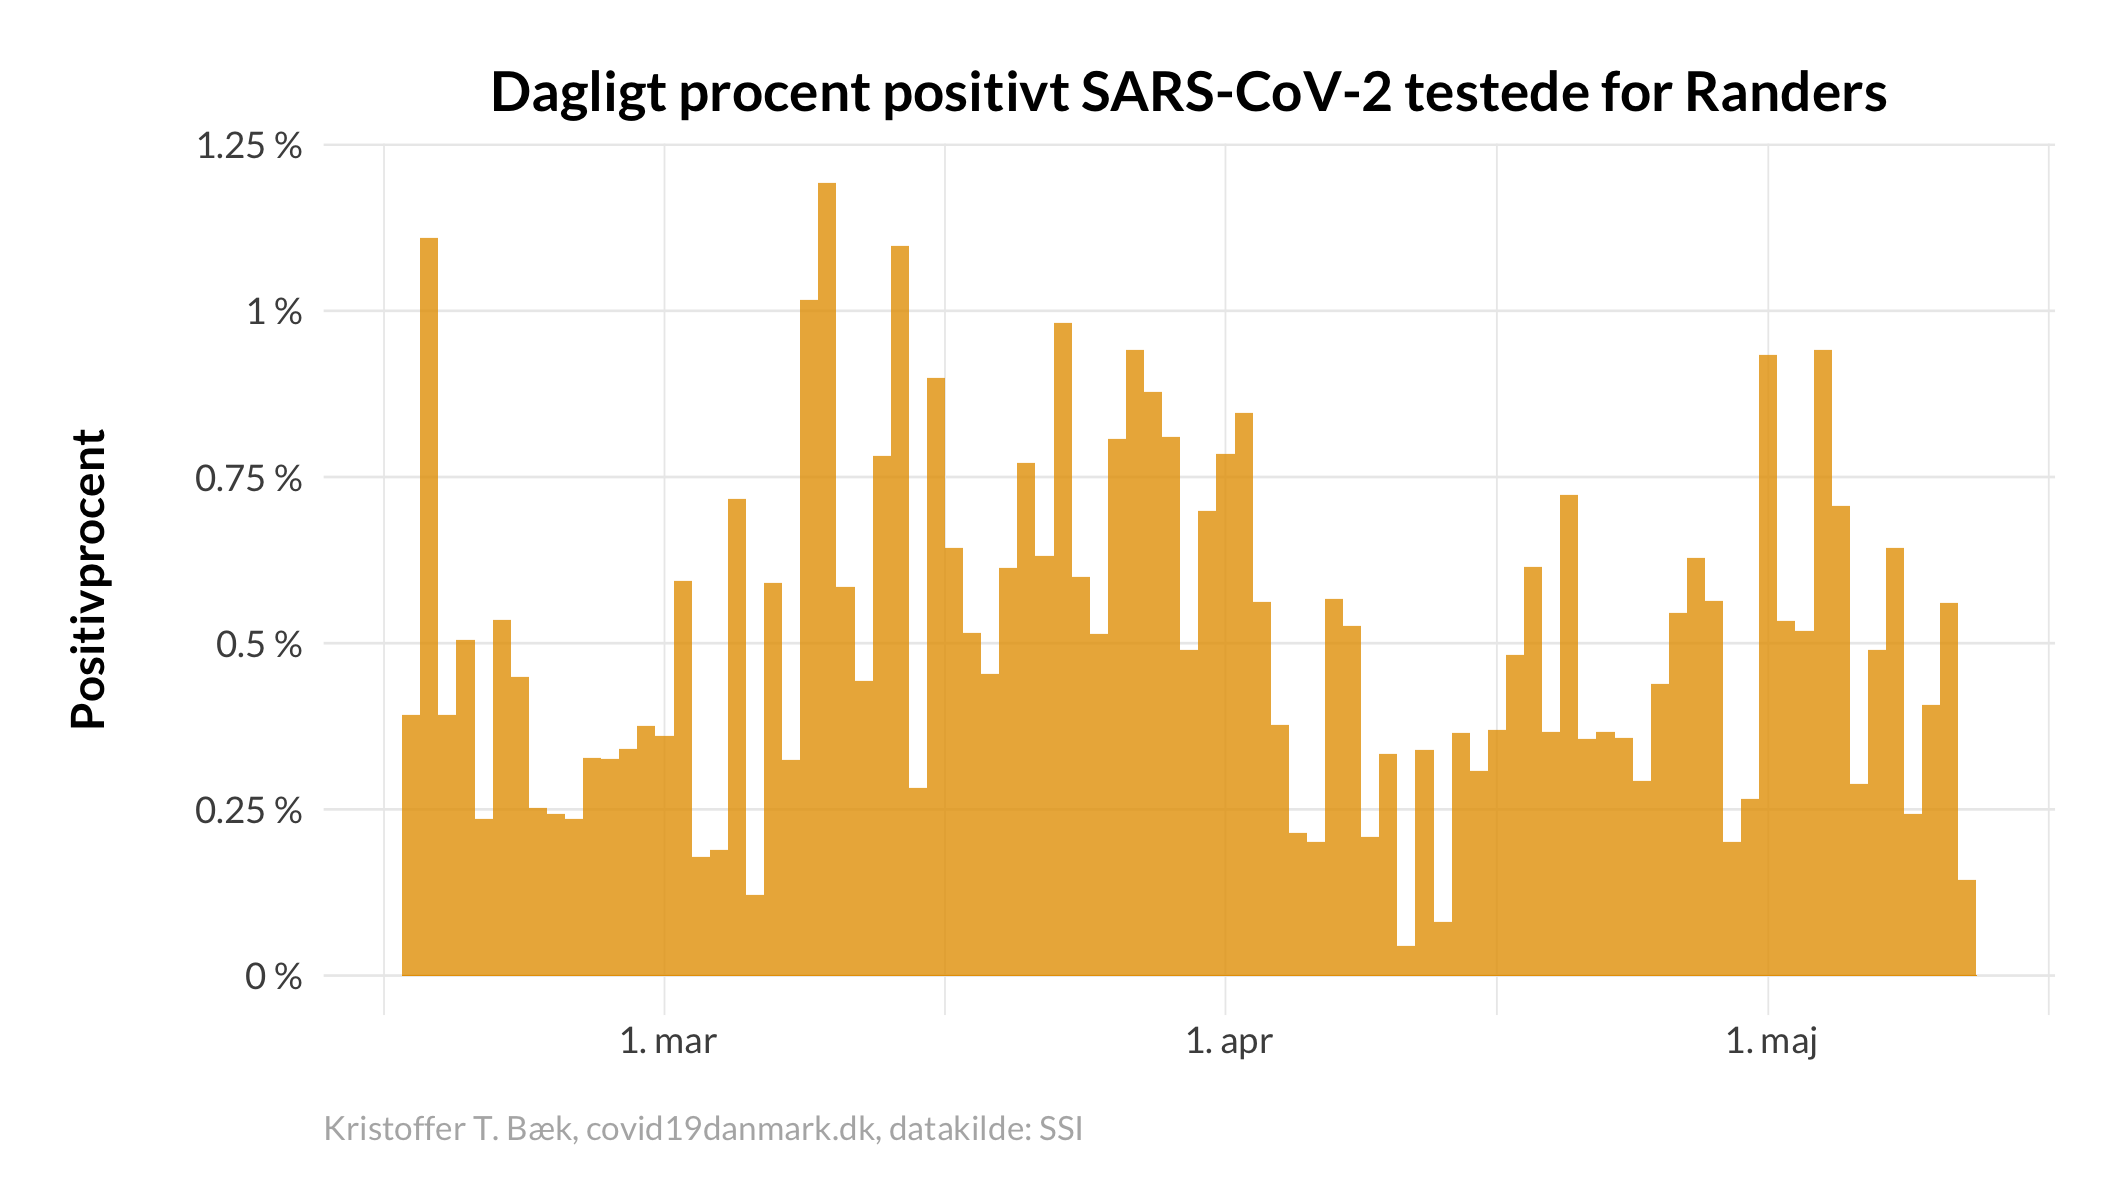 Dagligt procent positivt SARS-CoV-2 testede for Randers
Positivprocent
1.25 %
1 %
0.75 %
0.5 %
0.25 %
0 %
1. mar
1. apr
1. maj
Kristoffer T. Bæk, covid19danmark.dk, datakilde: SSI